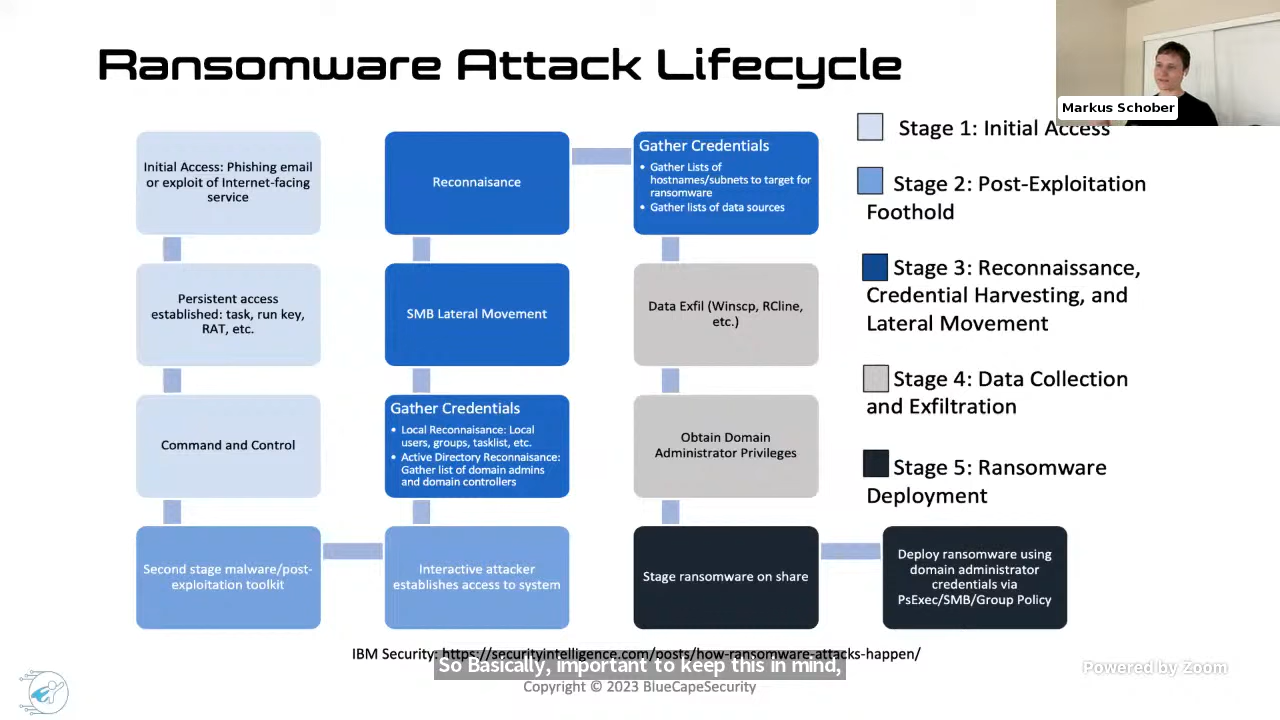 Ransomware Attack Lifecycle
Markus Schober
Initial Access: Phishing email
or exploit of Internet-facing
service
Persistent access
established: task, run key,
RAT, etc.
Command and Control
Second stage malware/post-
exploitation toolkit
Interactive attacker
establishes access to system
Gather Credentials
• Local Reconnaisance: Local
users, groups, tasklist, etc.
• Active Directory Reconnaisance:
Gather list of domain admins
and domain controllers
SMB Lateral Movement
Reconnaisance
Gather Credentials
• Gather Lists of
hostnames/subnets to target for
ransomware
• Gather lists of data sources
Data Exfil (Winscp, RCline,
etc.)
Obtain Domain
Administrator Privileges
Stage ransomware on share
Deploy ransomware using
domain administrator
credentials via
PsExec/SMB/Group Policy
Stage 1: Initial Access
Stage 2: Post-Exploitation
Foothold
Stage 3: Reconnaissance,
Credential Harvesting, and
Lateral Movement
Stage 4: Data Collection
and Exfiltration
Stage 5: Ransomware
Deployment
IBM Security: https://securityintelligence.com/posts/how-ransomware-attacks-happen/
So Basically, important to keep this in mind,
Copyright © 2023 BlueCapeSecurity
Powered by Zoom